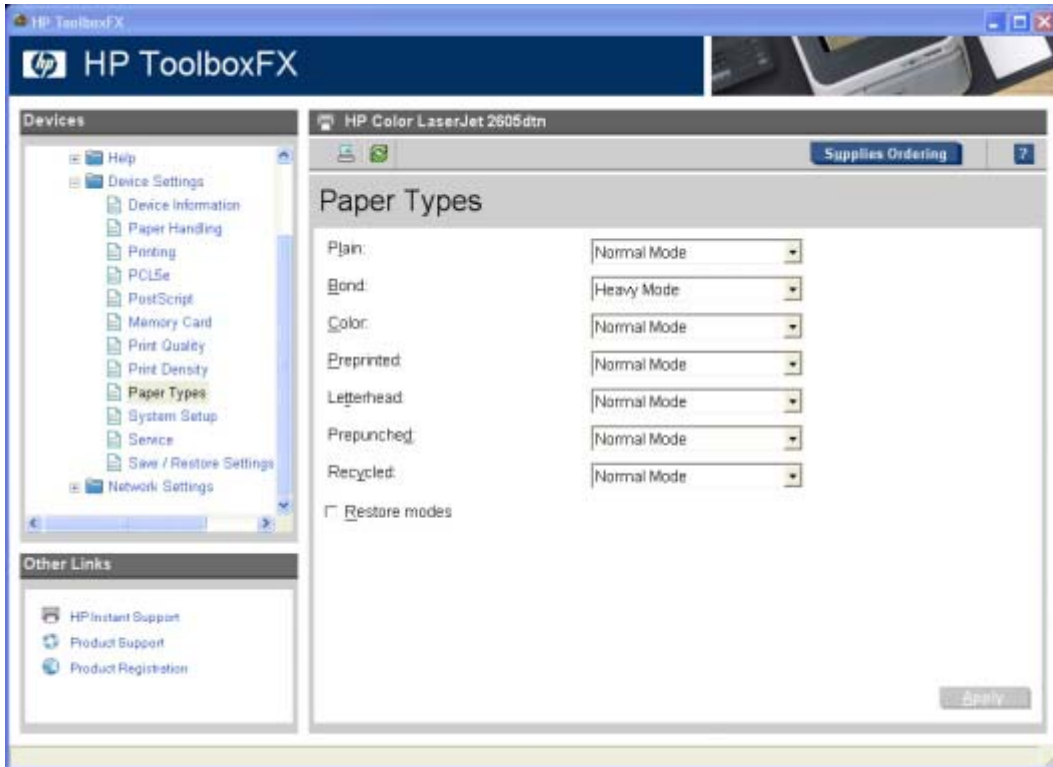 HP ToolboxFX
hp HP ToolboxFX
Devices
Help
Device Settings
Device Information
Paper Handling
Printing
PCL5e
PostScript
Memory Card
Print Quality
Print Density
Paper Types
System Setup
Service
Save / Restore Settings
Network Settings
Other Links
HP Instant Support
Product Support
Product Registration
HP Color LaserJet 2605dtn
Supplies Ordering ?
Paper Types
Plain: Normal Mode
Bond: Heavy Mode
Color: Normal Mode
Preprinted: Normal Mode
Letterhead: Normal Mode
Prepunched: Normal Mode
Recycled: Normal Mode
Restore modes
Apply